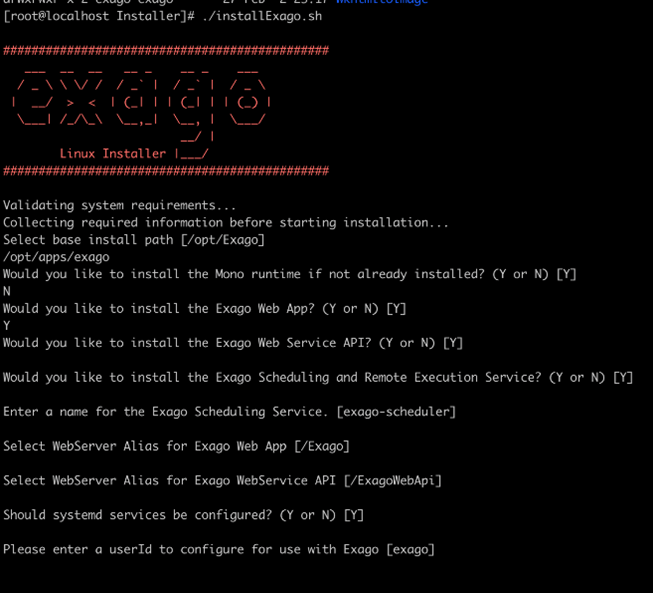 [root@localhost Installer]# ./installExago.sh
##############################################
exago
Linux Installer
##############################################
Validating system requirements...
Collecting required information before starting installation...
Select base install path [/opt/Exago]
/opt/apps/exago
Would you like to install the Mono runtime if not already installed? (Y or N) [Y]
N
Would you like to install the Exago Web App? (Y or N) [Y]
Y
Would you like to install the Exago Web Service API? (Y or N) [Y]
Would you like to install the Exago Scheduling and Remote Execution Service? (Y or N) [Y]
Enter a name for the Exago Scheduling Service. [exago-scheduler]
Select WebServer Alias for Exago Web App [/Exago]
Select WebServer Alias for Exago WebService API [/ExagoWebApi]
Should systemd services be configured? (Y or N) [Y]
Please enter a userId to configure for use with Exago [exago]